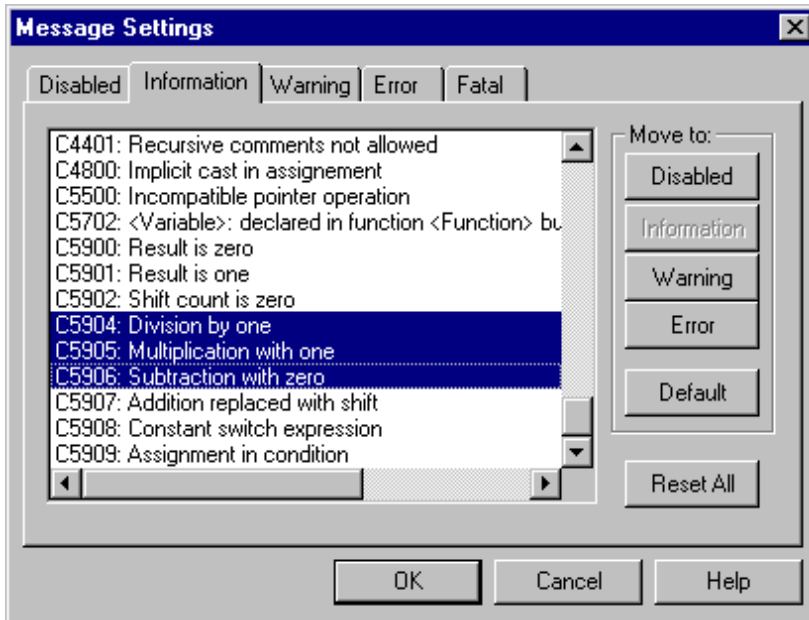 Message Settings
Disabled Information Warning Error Fatal
C4401: Recursive comments not allowed
C4800: Implicit cast in assignement
C5500: Incompatible pointer operation
C5702: <Variable>: declared in function <Function> bu
C5900: Result is zero
C5901: Result is one
C5902: Shift count is zero
C5904: Division by one
C5905: Multiplication with one
C5906: Subtraction with zero
C5907: Addition replaced with shift
C5908: Constant switch expression
C5909: Assignment in condition
Move to:
Disabled
Information
Warning
Error
Default
Reset All
OK Cancel Help